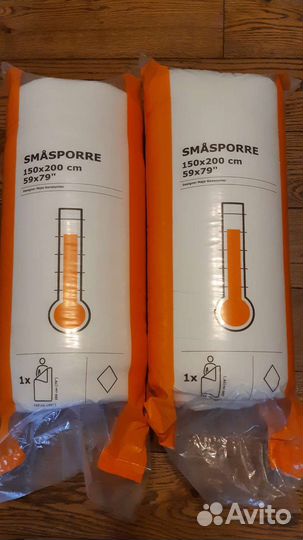 SMÅSPORRE
150x200 cm
59x79"
1x
SMÅSPORRE
150x200 cm
59x79"
1x
Avito